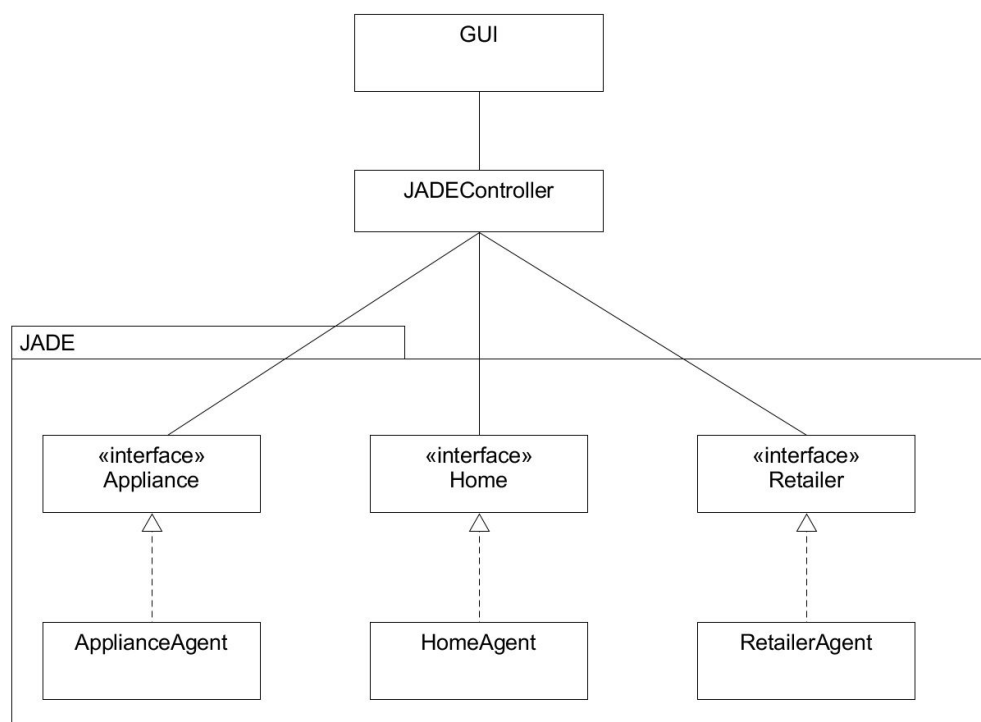 GUI
JADEController
JADE
«interface»
Appliance
«interface»
Home
«interface»
Retailer
ApplianceAgent
HomeAgent
RetailerAgent